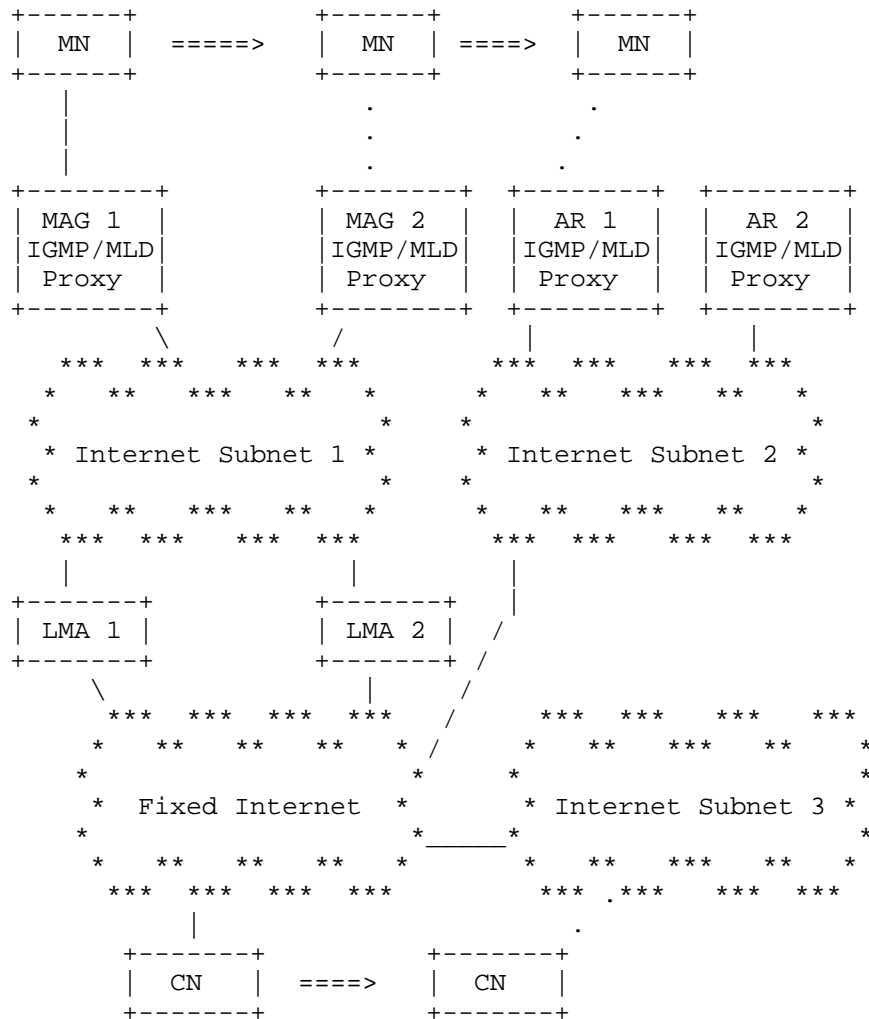 MN =====> MN ====> MN
MAG 1 MAG 2 AR 1 AR 2
IGMP/MLD IGMP/MLD IGMP/MLD IGMP/MLD
Proxy Proxy Proxy Proxy
Internet Subnet 1 Internet Subnet 2
LMA 1 LMA 2
Fixed Internet Internet Subnet 3
CN ====> CN